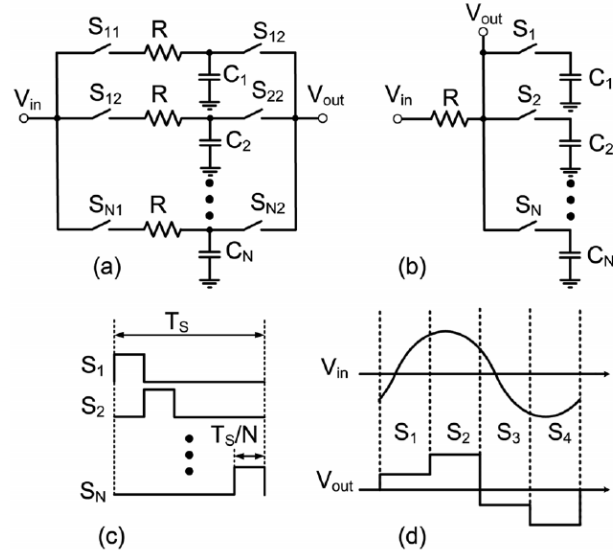 S11 R S12
C1
Vin S12 R S22 Vout
C2
SN1 R SN2
CN
(a)
Vout
S1
C1
Vin R S2
C2
SN
CN
(b)
TS
S1
S2
TS/N
SN
(c)
Vin
S1 S2 S3 S4
Vout
(d)